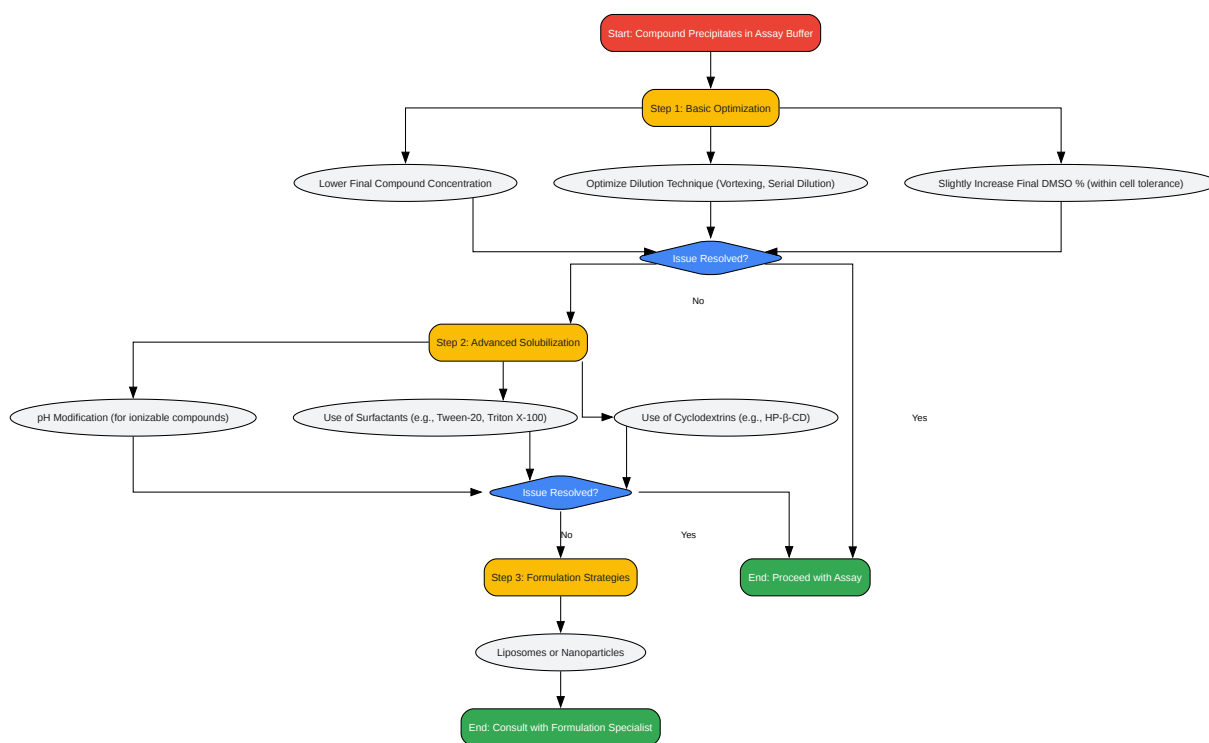 Start: Compound Precipitates in Assay Buffer
Step 1: Basic Optimization
Lower Final Compound Concentration
Optimize Dilution Technique (Vortexing, Serial Dilution)
Slightly Increase Final DMSO % (within cell tolerance)
Issue Resolved?
No
Step 2: Advanced Solubilization
pH Modification (for ionizable compounds)
Use of Surfactants (e.g., Tween-20, Triton X-100)
Use of Cyclodextrins (e.g., HP-β-CD)
Yes
Issue Resolved?
No
Yes
Step 3: Formulation Strategies
End: Proceed with Assay
Liposomes or Nanoparticles
End: Consult with Formulation Specialist